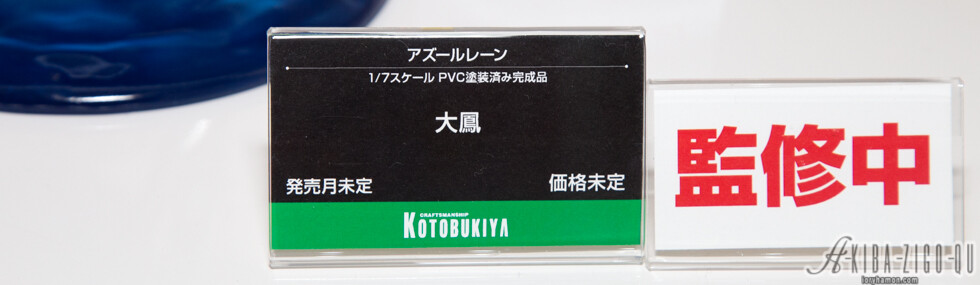 アズールレーン
1/7スケール PVC塗装済み完成品
大鳳
発売月未定
価格未定
CRAFTSMANSHIP
KOTOBUKIYA
監修中
AKIBA-ZIGO-QU